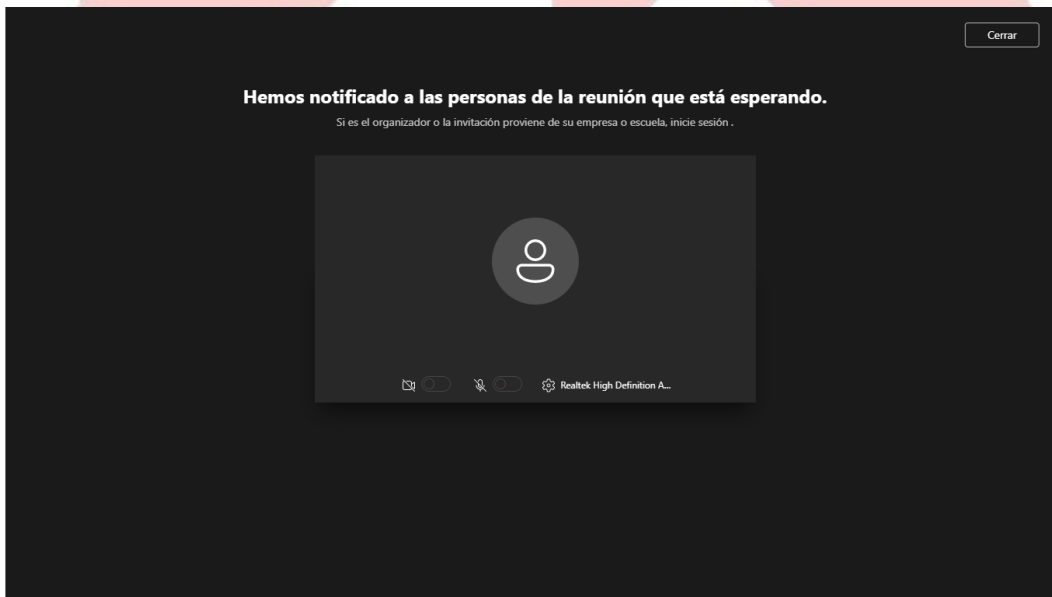 Cerrar
Hemos notificado a las personas de la reunión que está esperando.
Si es el organizador o la invitación proviene de su empresa o escuela, inicie sesión .
Realtek High Definition A...